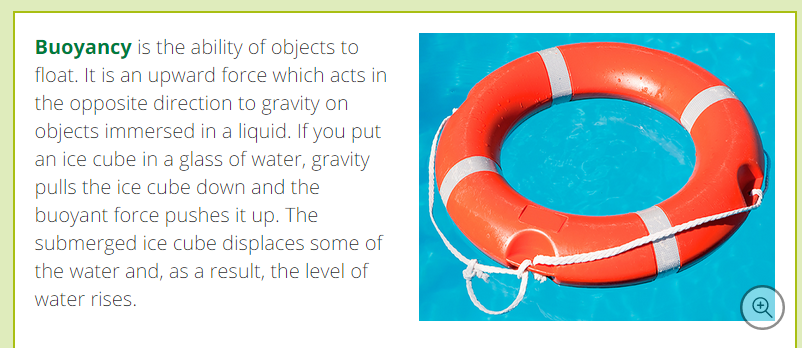 Buoyancy is the ability of objects to
float. It is an upward force which acts in
the opposite direction to gravity on
objects immersed in a liquid. If you put
an ice cube in a glass of water, gravity
pulls the ice cube down and the
buoyant force pushes it up. The
submerged ice cube displaces some of
the water and, as a result, the level of
water rises.